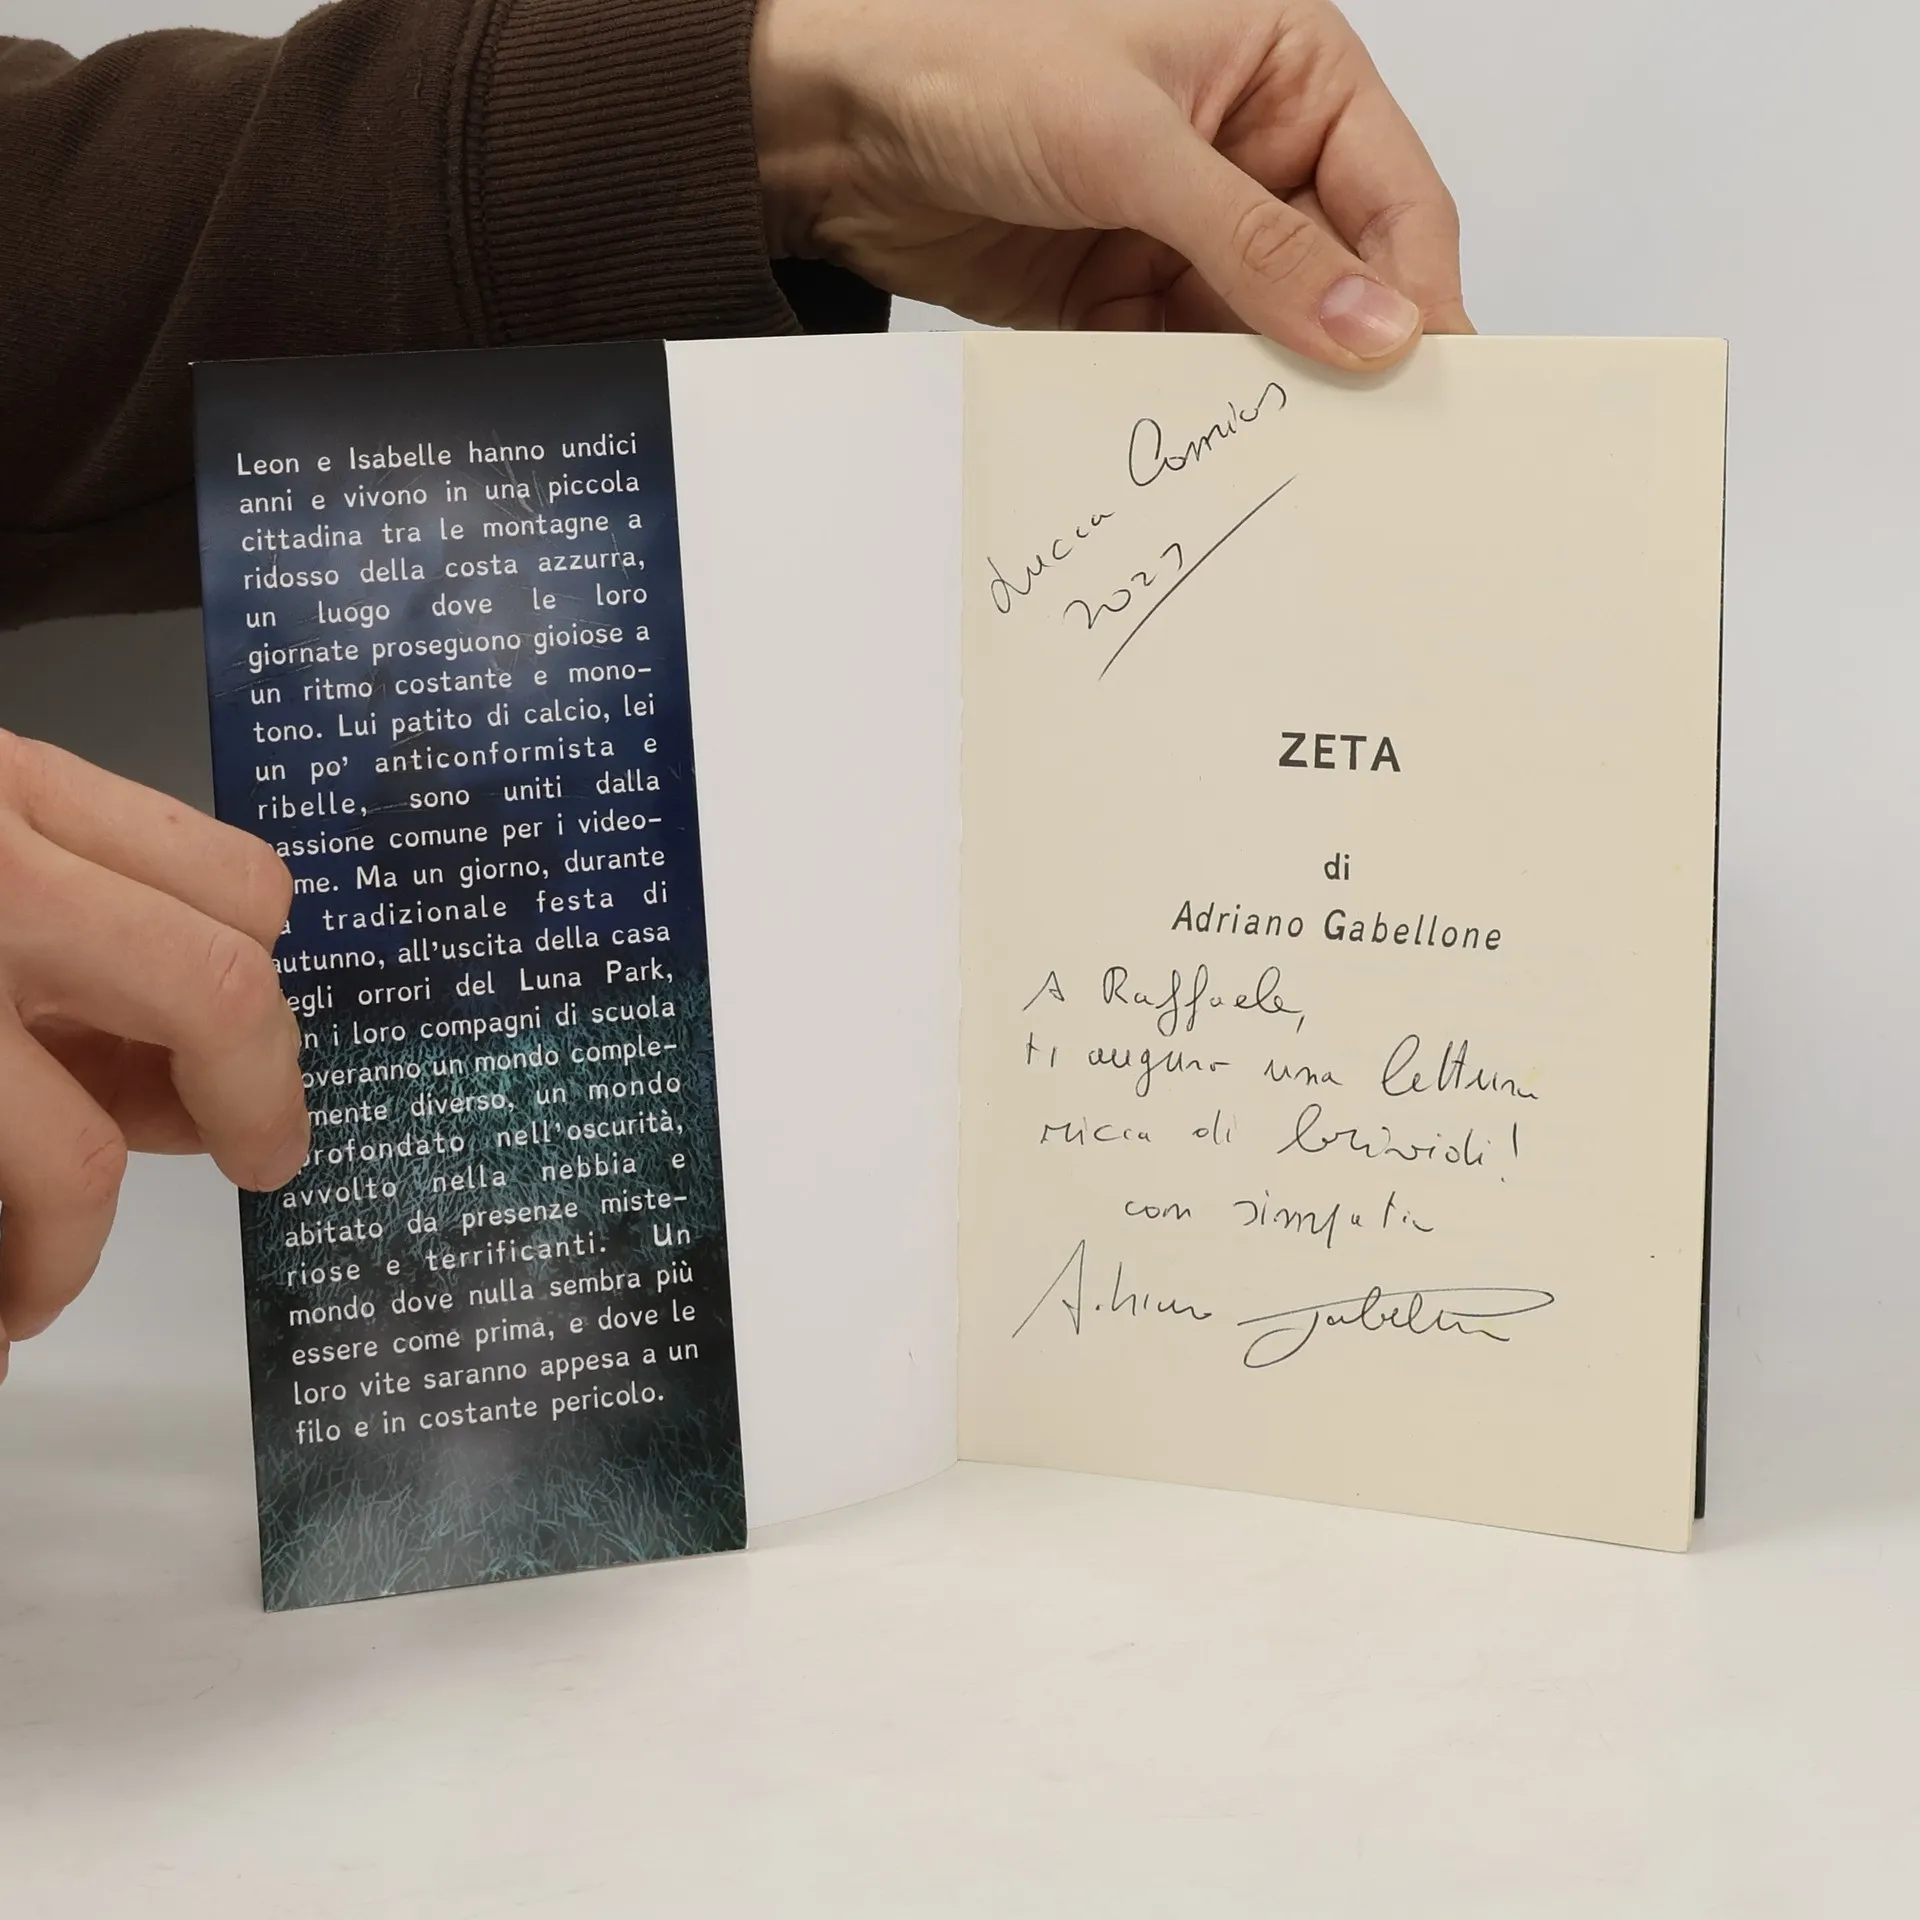 Leon e Isabelle hanno undici
anni e vivono in una piccola
cittadina tra le montagne a
ridosso della costa azzurra,
un luogo dove le loro
giornate proseguono gioiose a
un ritmo costante e mono-
tono. Lui patito di calcio, lei
un po' anticonformista e
ribelle, sono uniti dalla
assione comune per i video-
me. Ma un giorno, durante
a tradizionale festa di
autunno, all'uscita della casa
egli orrori del Luna Park,
n i loro compagni di scuola
overanno un mondo comple-
mente diverso, un mondo
rofondato nell'oscurità,
avvolto nella nebbia e
abitato da presenze miste-
riose e terrificanti. Un
mondo dove nulla sembra più
essere come prima, e dove le
loro vite saranno appesa a un
filo e in costante pericolo.
Lucca Comics
2023
ZETA
di
Adriano Gabellone
A Raffaele,
ti auguro una lettura
ricca di brividi!
con simpatia
Adriano Gabellone